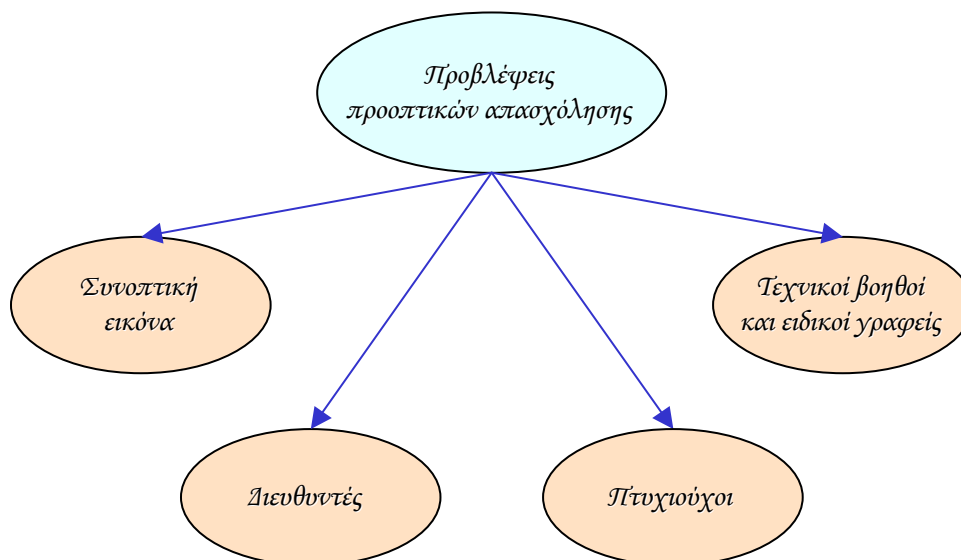 Προβλέψεις
προοπτικών απασχόλησης
Συνοπτική
εικόνα
Τεχνικοί βοηθοί
και ειδικοί γραφείς
Διευθυντές
Πτυχιούχοι